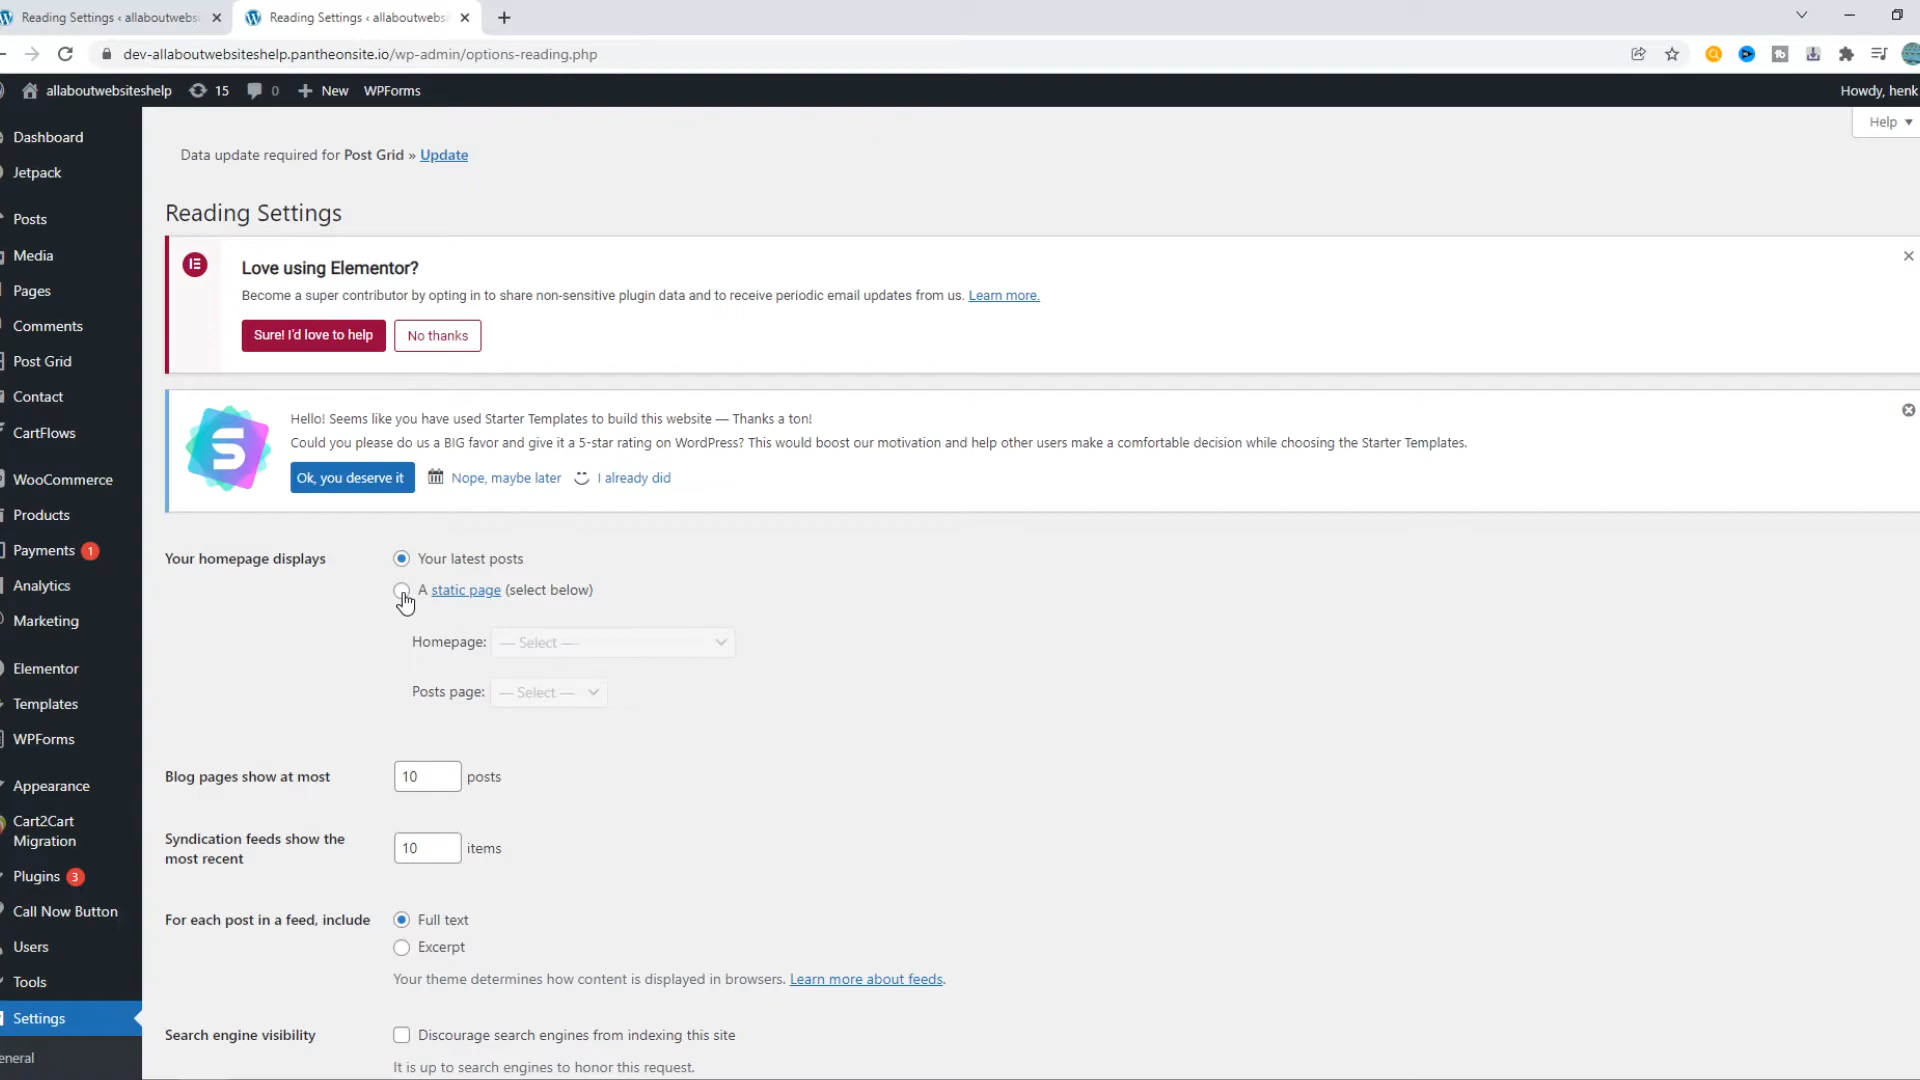 Reading Settings ‹ allaboutwebs
Reading Settings ‹ allaboutwebs
dev-allaboutwebsiteshelp.pantheonsite.io/wp-admin/options-reading.php
allaboutwebsiteshelp 15 0 New WPForms Howdy, henk
Help
Dashboard
Jetpack
Posts
Media
Pages
Comments
Post Grid
Contact
CartFlows
WooCommerce
Products
Payments 1
Analytics
Marketing
Elementor
Templates
WPForms
Appearance
Cart2Cart
Migration
Plugins 3
Call Now Button
Users
Tools
Settings
eneral
Data update required for Post Grid » Update
Reading Settings
Love using Elementor?
Become a super contributor by opting in to share non-sensitive plugin data and to receive periodic email updates from us. Learn more.
Sure! I'd love to help No thanks
Hello! Seems like you have used Starter Templates to build this website — Thanks a ton!
Could you please do us a BIG favor and give it a 5-star rating on WordPress? This would boost our motivation and help other users make a comfortable decision while choosing the Starter Templates.
Ok, you deserve it Nope, maybe later I already did
Your homepage displays Your latest posts
A static page (select below)
Homepage: — Select —
Posts page: — Select —
Blog pages show at most 10 posts
Syndication feeds show the
most recent 10 items
For each post in a feed, include Full text
Excerpt
Your theme determines how content is displayed in browsers. Learn more about feeds.
Search engine visibility Discourage search engines from indexing this site
It is up to search engines to honor this request.